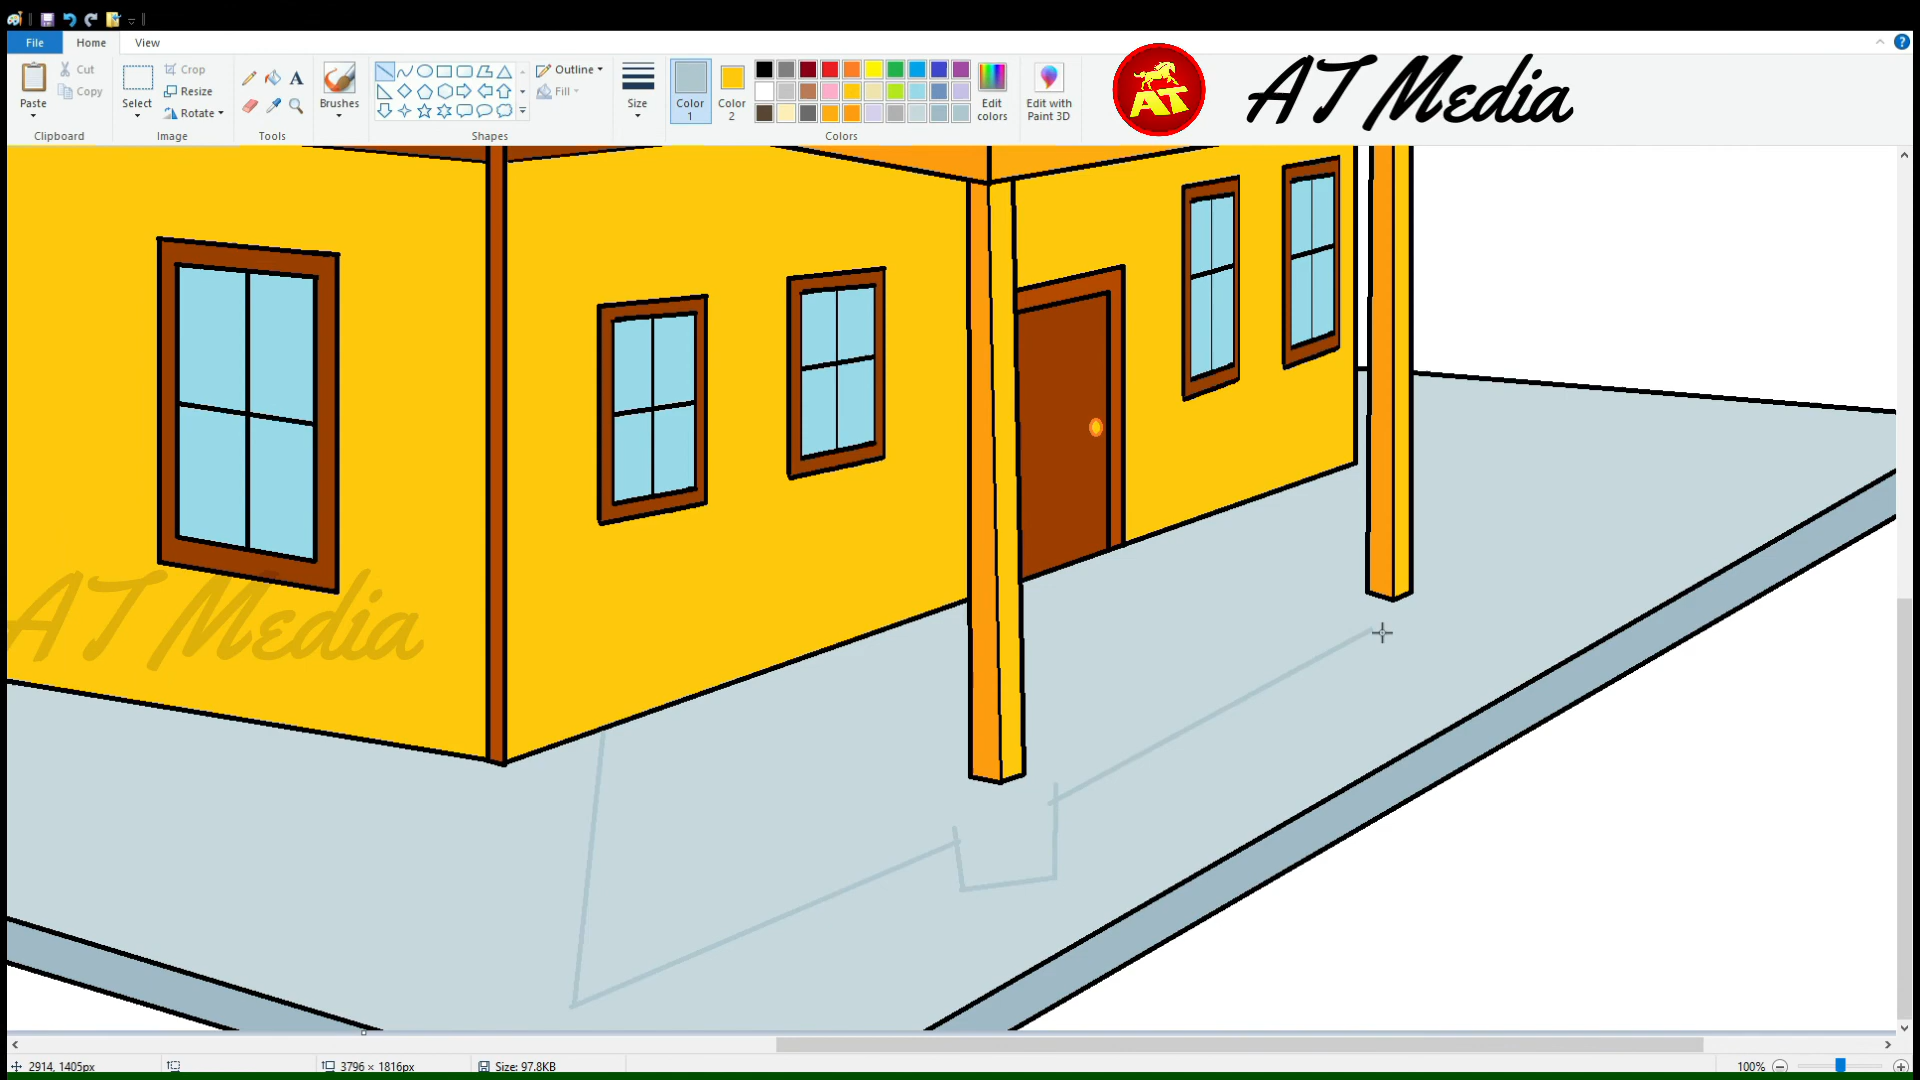 File Home View
Paste
Cut
Copy
Clipboard
Select
Crop
Resize
Rotate
Image
A
Tools
Brushes
Outline
Fill
Shapes
Size
Color
1
Color
2
Edit
colors
Colors
Edit with
Paint 3D
AT
AT Media
?
AT Media
2914, 1405px
3796 × 1816px
Size: 97.8KB
100%